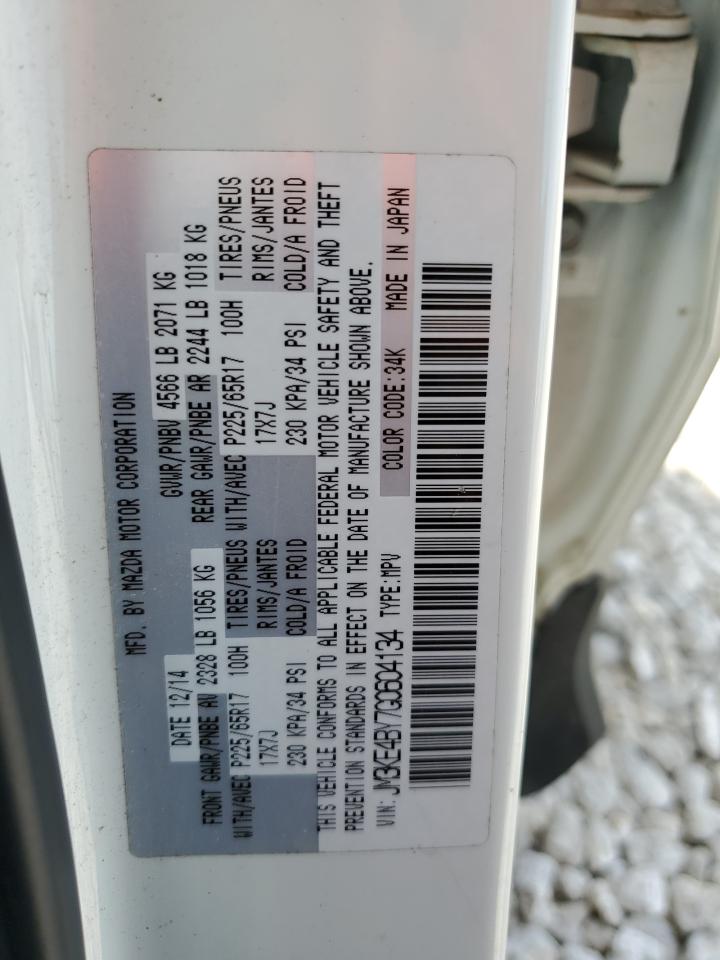 MFD. BY MAZDA MOTOR CORPORATION
DATE 12/14 GVWR/PNBV 4566 LB 2071 KG
FRONT GAWR/PNBE AV 2328 LB 1056 KG REAR GAWR/PNBE AR 2244 LB 1018 KG
WITH/AVEC P225/65R17 100H TIRES/PNEUS WITH/AVEC P225/65R17 100H TIRES/PNEUS
17X7J RIMS/JANTES 17X7J RIMS/JANTES
230 KPA/34 PSI COLD/A FROID 230 KPA/34 PSI COLD/A FROID
THIS VEHICLE CONFORMS TO ALL APPLICABLE FEDERAL MOTOR VEHICLE SAFETY AND THEFT
PREVENTION STANDARDS IN EFFECT ON THE DATE OF MANUFACTURE SHOWN ABOVE.
VIN: JM3KE4BY7G0604134 TYPE:MPV COLOR CODE:34K MADE IN JAPAN